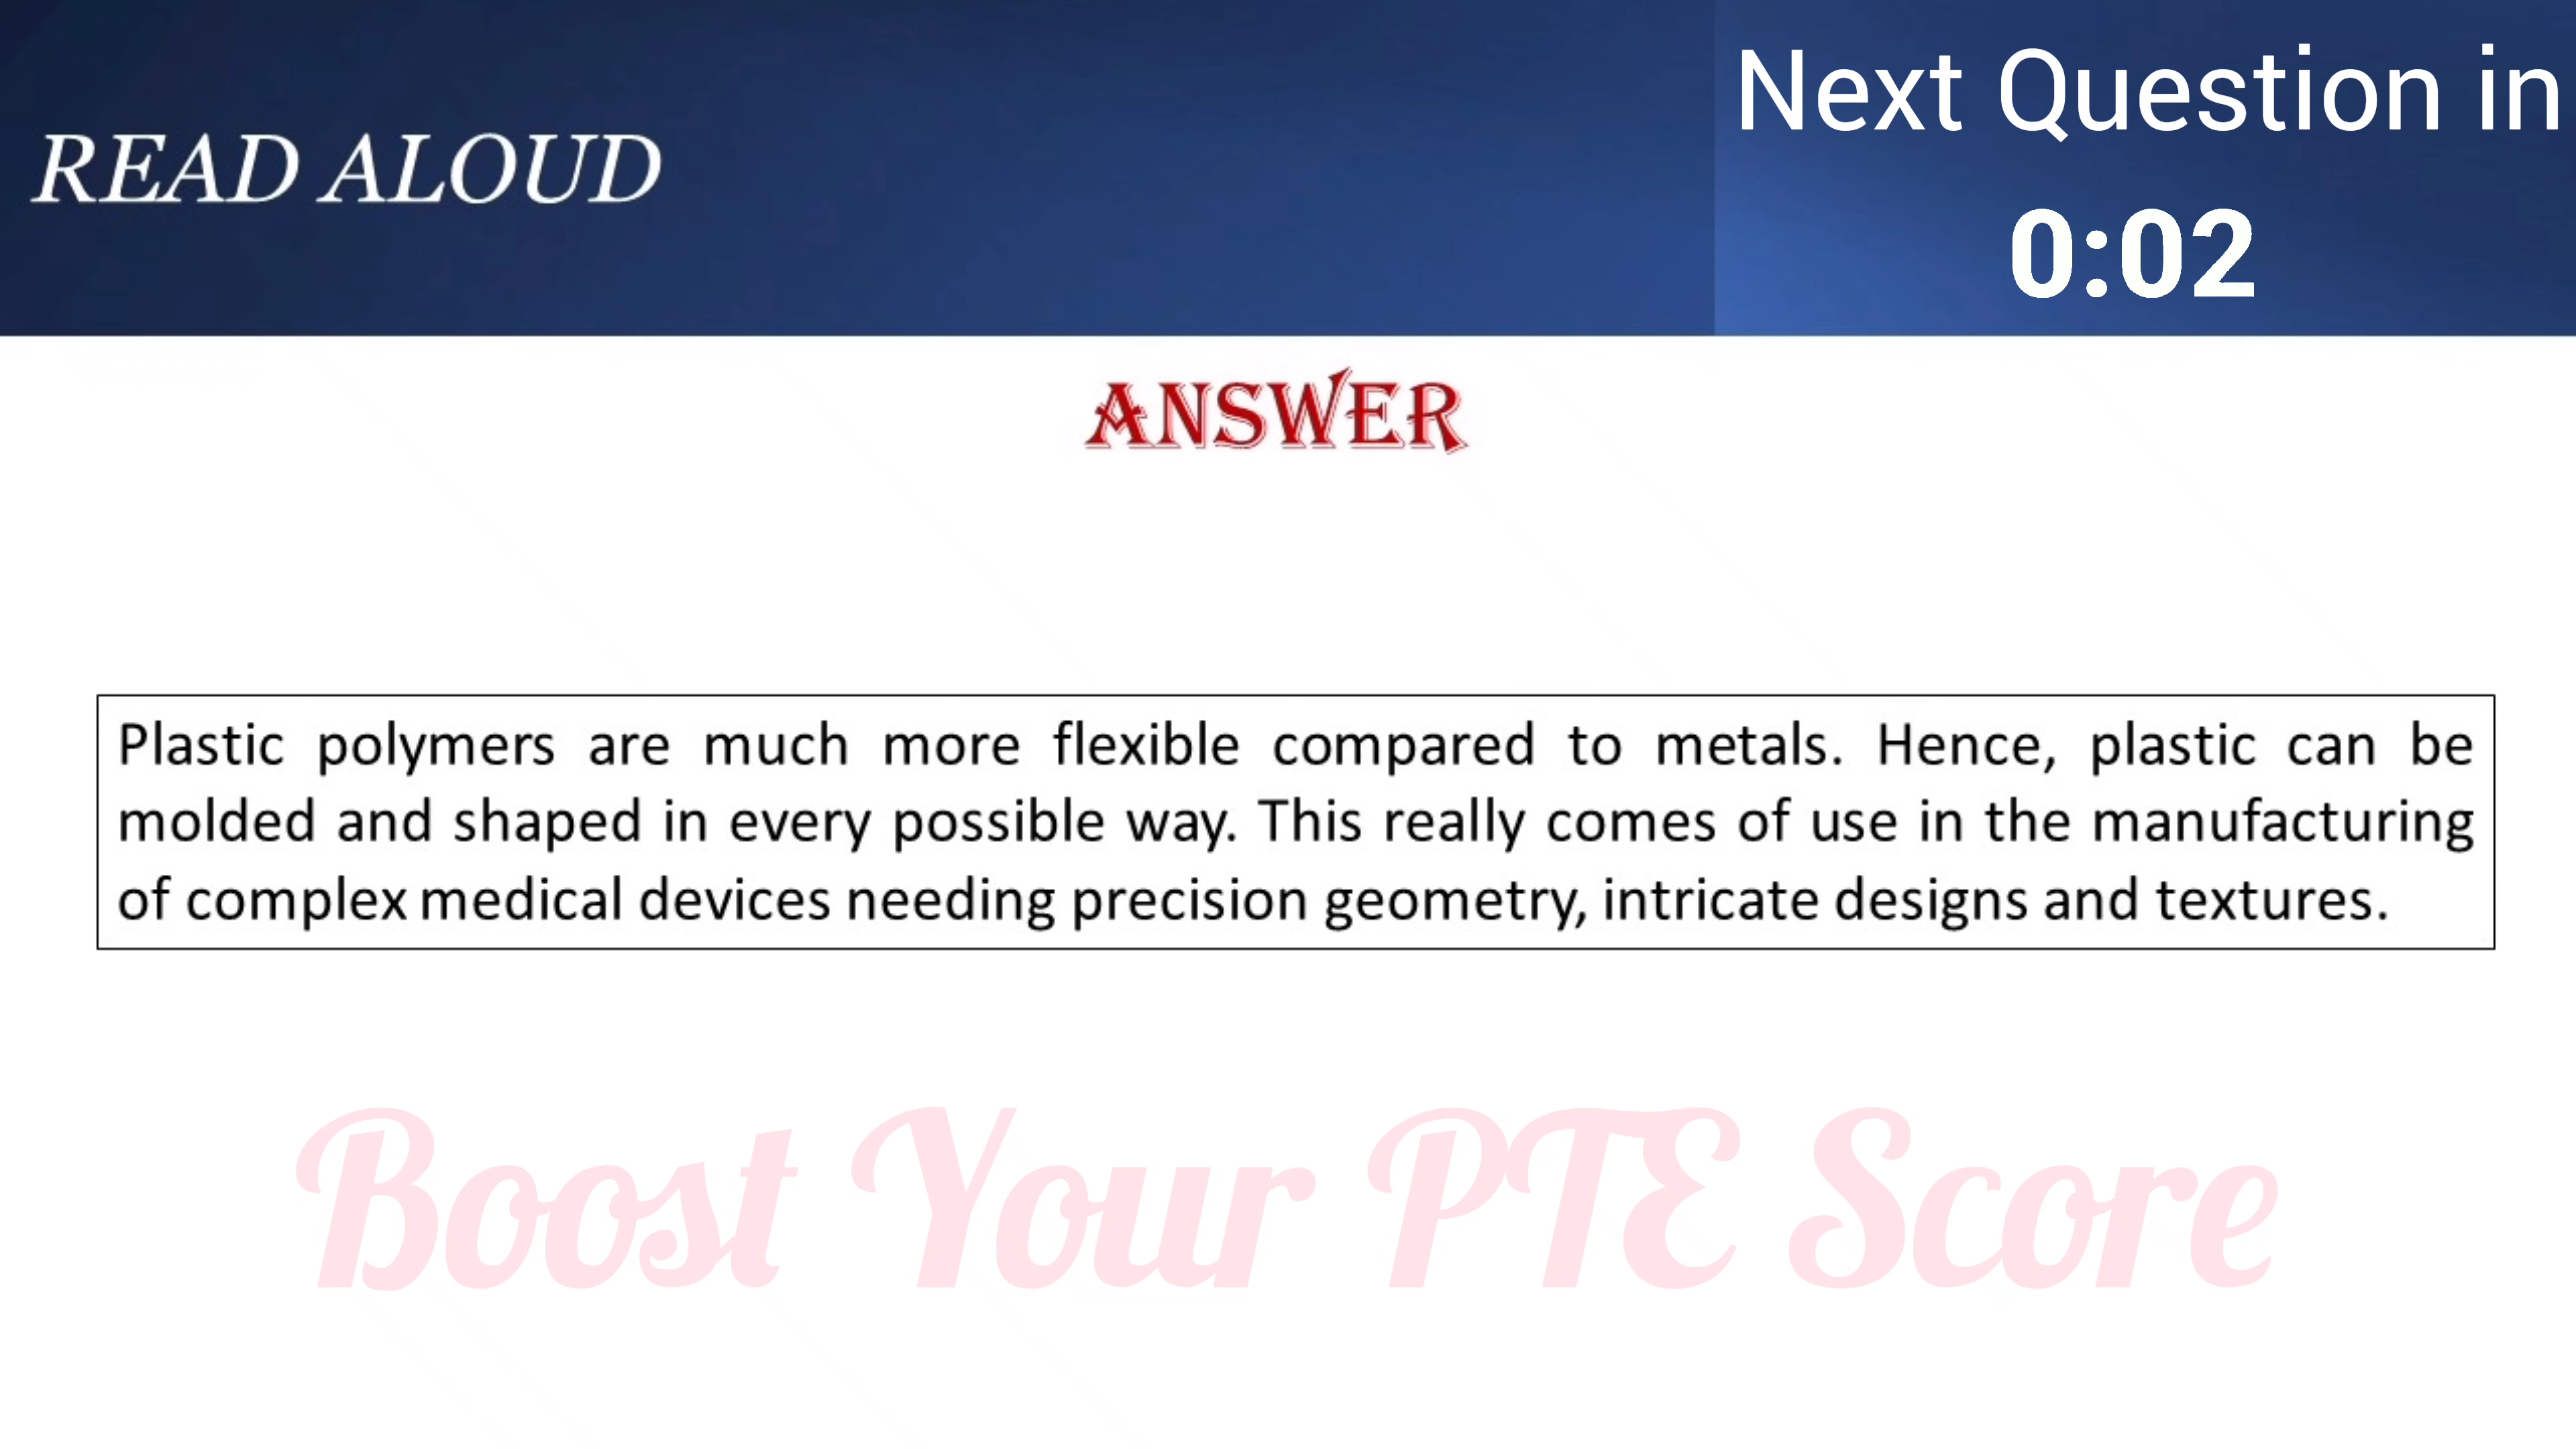 READ ALOUD
Next Question in
0:02
ANSWER
Plastic polymers are much more flexible compared to metals. Hence, plastic can be
molded and shaped in every possible way. This really comes of use in the manufacturing
of complex medical devices needing precision geometry, intricate designs and textures.
Boost Your PTE Score